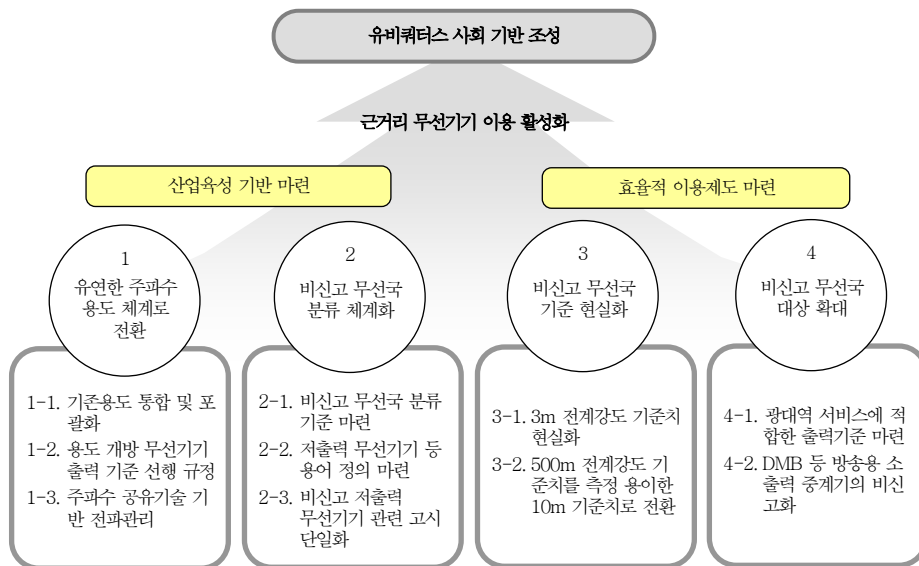 유비쿼터스 사회 기반 조성
근거리 무선기기 이용 활성화
산업육성 기반 마련
효율적 이용제도 마련
1
유연한 주파수
용도 체계로
전환
2
비신고 무선국
분류 체계화
3
비신고 무선국
기준 현실화
4
비신고 무선국
대상 확대
1-1. 기존용도 통합 및 포
괄화
1-2. 용도 개방 무선기기
출력 기준 선행 규정
1-3. 주파수 공유기술 기
반 전파관리
2-1. 비신고 무선국 분류
기준 마련
2-2. 저출력 무선기기 등
용어 정의 마련
2-3. 비신고 저출력
무선기기 관련 고시
단일화
3-1. 3m 전계강도 기준치
현실화
3-2. 500m 전계강도 기
준치를 측정 용이한
10m 기준치로 전환
4-1. 광대역 서비스에 적
합한 출력기준 마련
4-2. DMB 등 방송용 소
출력 중계기의 비신
고화